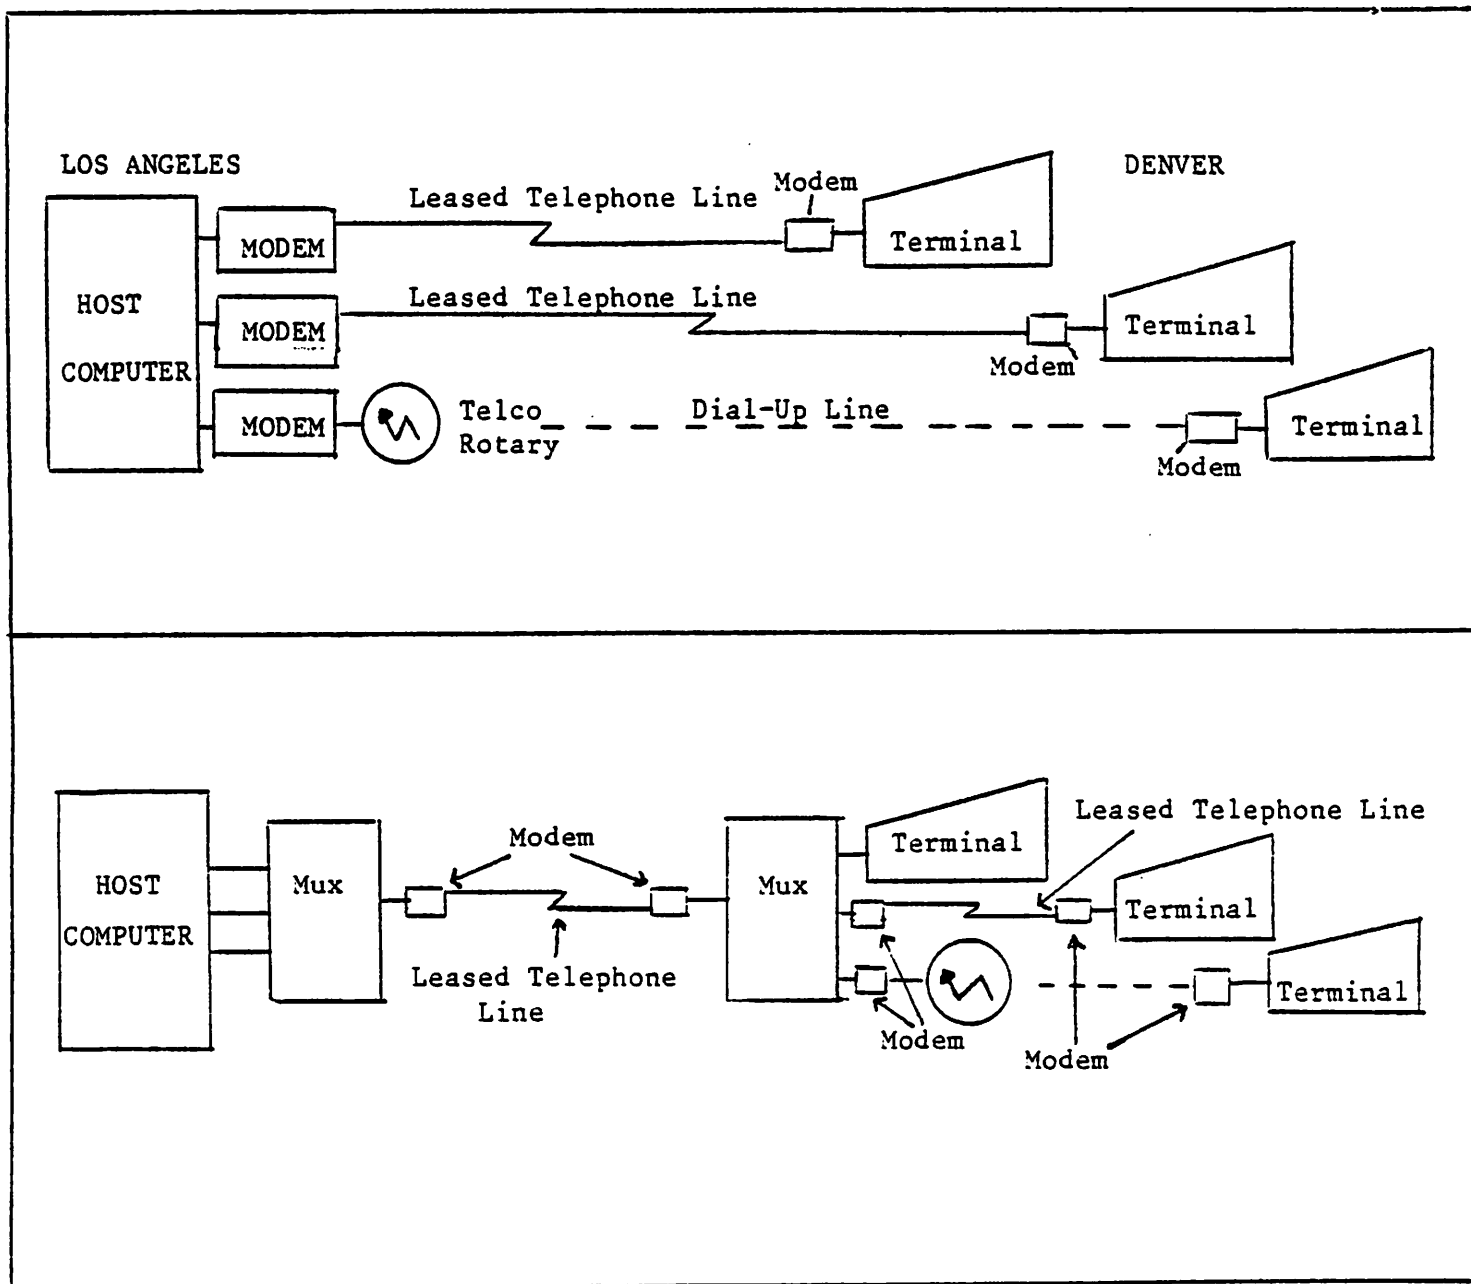 LOS ANGELES
DENVER
Leased Telephone Line
Modem
Terminal
MODEM
HOST
COMPUTER
Leased Telephone Line
MODEM
Modem
Terminal
MODEM
Telco
Rotary
Dial-Up Line
Modem
Terminal
HOST
COMPUTER
Mux
Modem
Leased Telephone
Line
Mux
Terminal
Leased Telephone Line
Terminal
Terminal
Modem
Modem